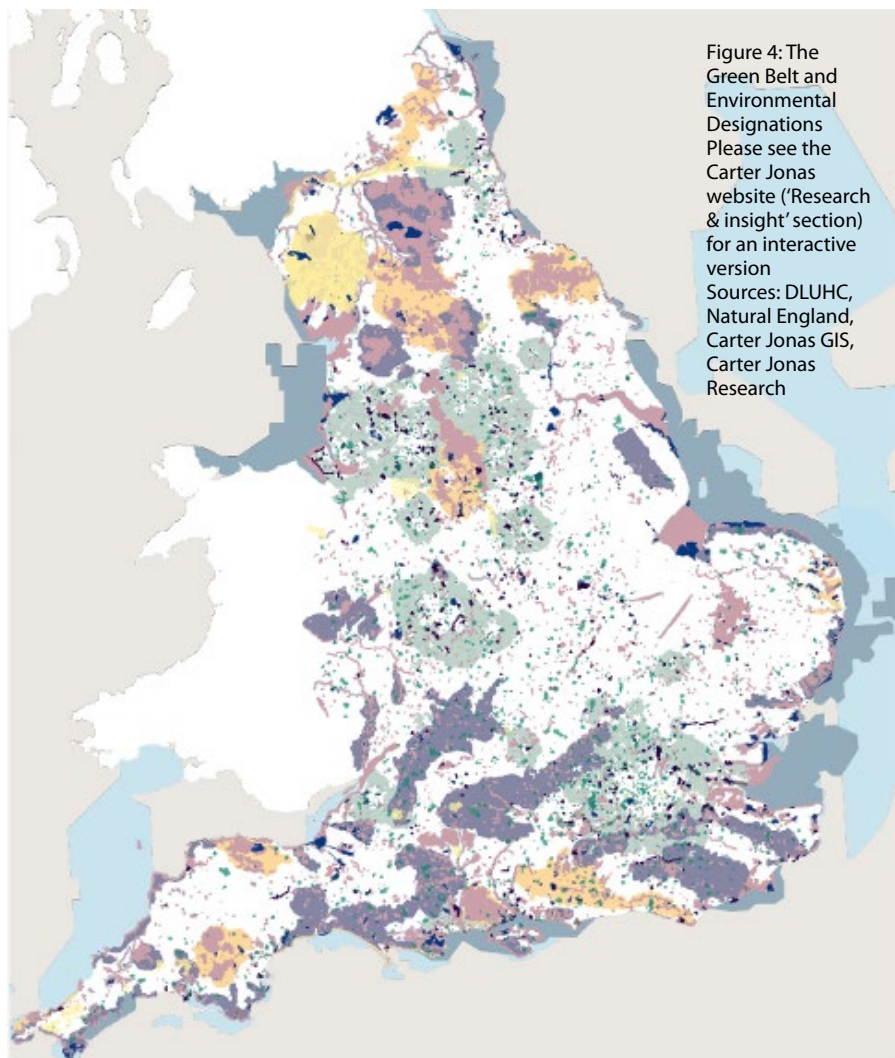 Figure 4: The
Green Belt and
Environmental
Designations
Please see the
Carter Jonas
website (‘Research
& insight’ section)
for an interactive
version
Sources: DLUHC,
Natural England,
Carter Jonas GIS,
Carter Jonas
Research